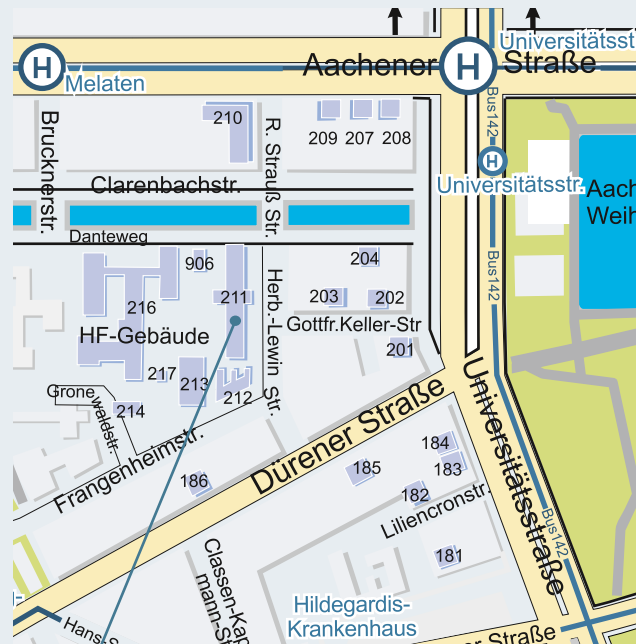 Universitätsstr
H
Aachener
H
Straße
Melaten
Bus142
210
209
207
208
Brucknerstr.
R. Strauß Str.
H
Universitätsstr.
Clarenbachstr.
Aach
Weih
Danteweg
906
204
Bus142
216
211
203
202
Herb.-Lewin Str.
HF-Gebäude
Gottfr.Keller-Str
201
217
213
212
Grone
waldstr.
214
Frangenheimstr.
Dürener Straße
Universitätsstraße
184
183
185
186
182
Liliencronstr.
Bus142
181
Classen-Kap
mann-St
Hildegardis-
Krankenhaus
Hans-S
ner Straße